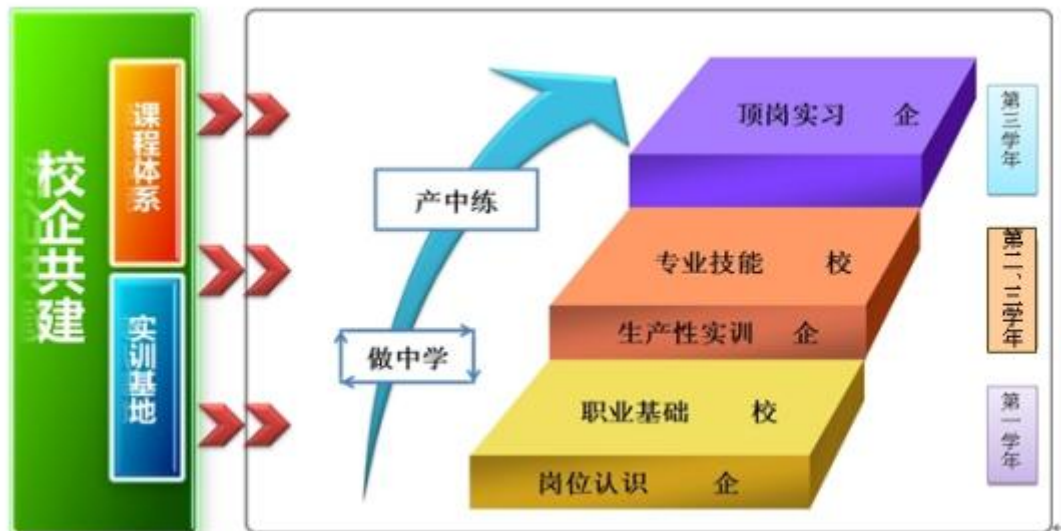 校企共建
课程体系
实训基地
产中练
做中学
顶岗实习 企
专业技能 校
生产性实训 企
职业基础 校
岗位认识 企
第三学年
第二、三学年
第一学年